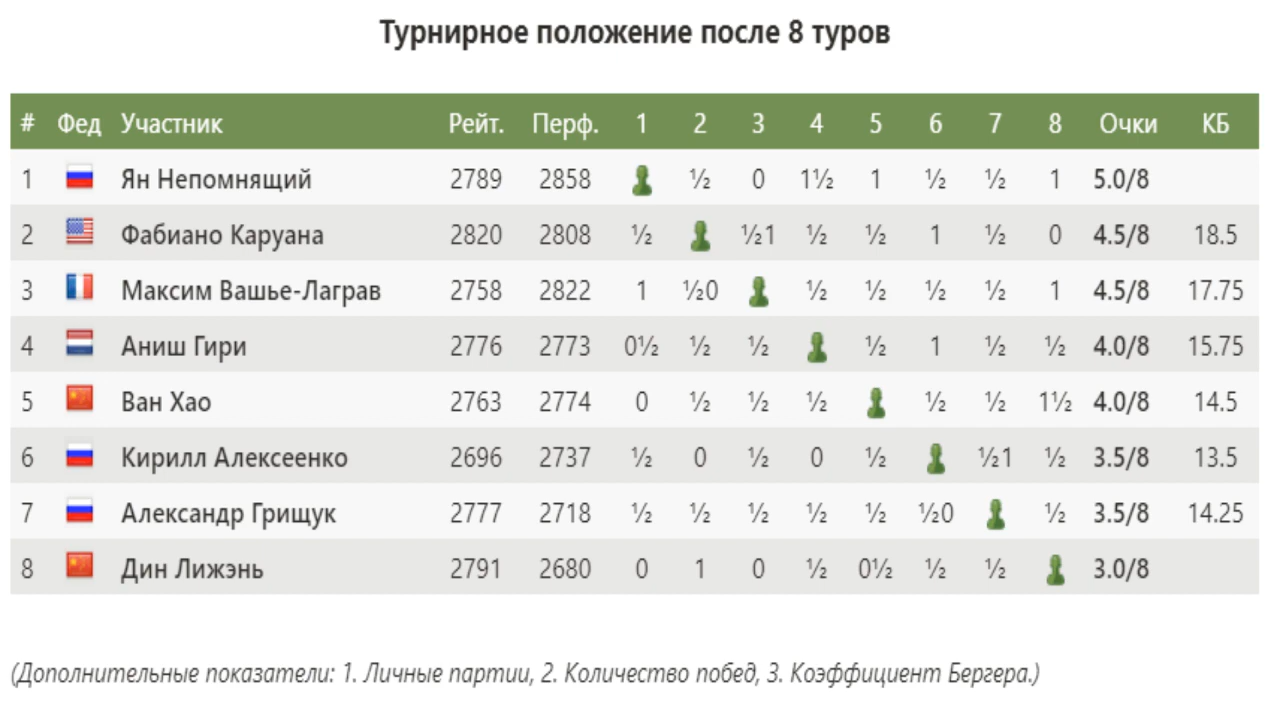 Турнирное положение после 8 туров
# Фед Участник Рейт. Перф. 1 2 3 4 5 6 7 8 Очки КБ
1 Ян Непомнящий 2789 2858 ½ 0 1½ 1 ½ ½ 1 5.0/8
2 Фабиано Каруана 2820 2808 ½ ½1 ½ ½ 1 ½ 0 4.5/8 18.5
3 Максим Вашье-Лаграв 2758 2822 1 ½0 ½ ½ ½ ½ 1 4.5/8 17.75
4 Аниш Гири 2776 2773 0½ ½ ½ ½ 1 ½ ½ 4.0/8 15.75
5 Ван Хао 2763 2774 0 ½ ½ ½ ½ ½ 1½ 4.0/8 14.5
6 Кирилл Алексеенко 2696 2737 ½ 0 ½ 0 ½ ½1 ½ 3.5/8 13.5
7 Александр Грищук 2777 2718 ½ ½ ½ ½ ½ ½0 ½ 3.5/8 14.25
8 Дин Лижэнь 2791 2680 0 1 0 ½ 0½ ½ ½ 3.0/8
(Дополнительные показатели: 1. Личные партии, 2. Количество побед, 3. Коэффициент Бергера.)